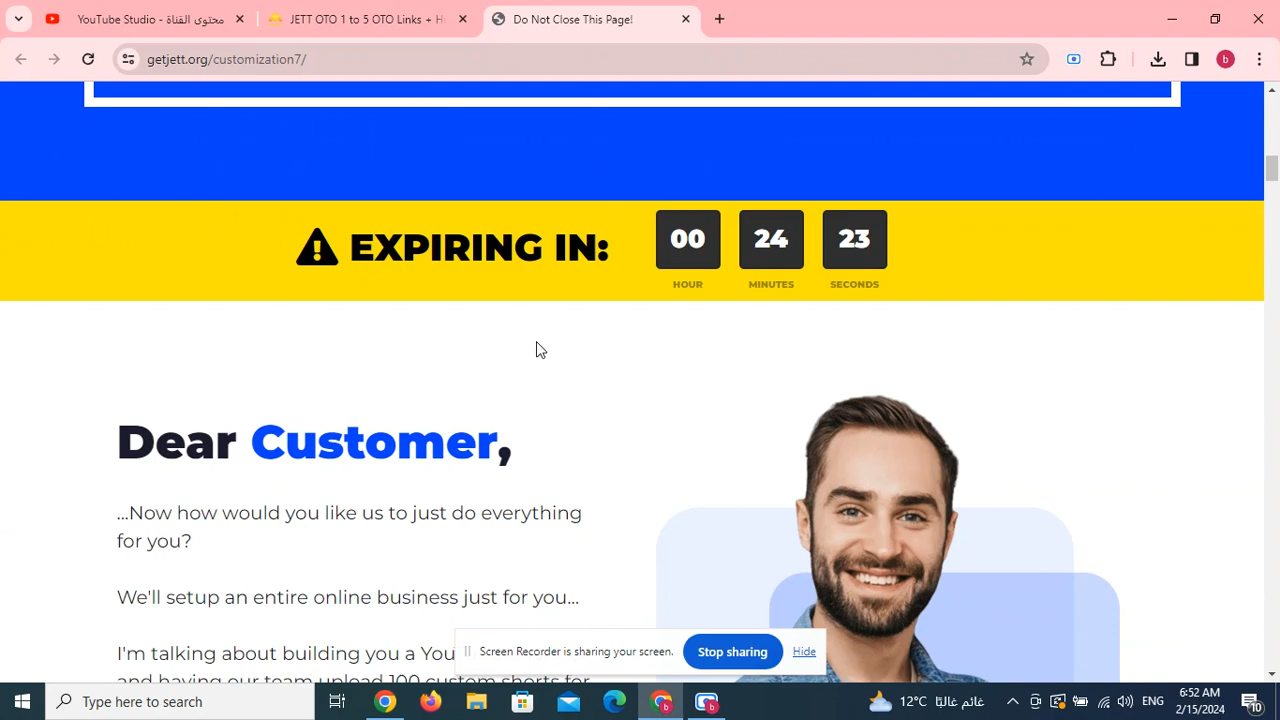 YouTube Studio - محتوى القناة
JETT OTO 1 to 5 OTO Links +
Do Not Close This Page!
getjett.org/customization7/
b
EXPIRING IN:
00 24 23
HOUR MINUTES SECONDS
Dear Customer,
...Now how would you like us to just do everything
for you?
We'll setup an entire online business just for you...
I'm talking about building you a You
and having our team upload 100 custom shorts for
Screen Recorder is sharing your screen.
Stop sharing
Hide
Type here to search
b
b
12°C
غائم غالبًا
ENG
6:52 AM
2/15/2024
10